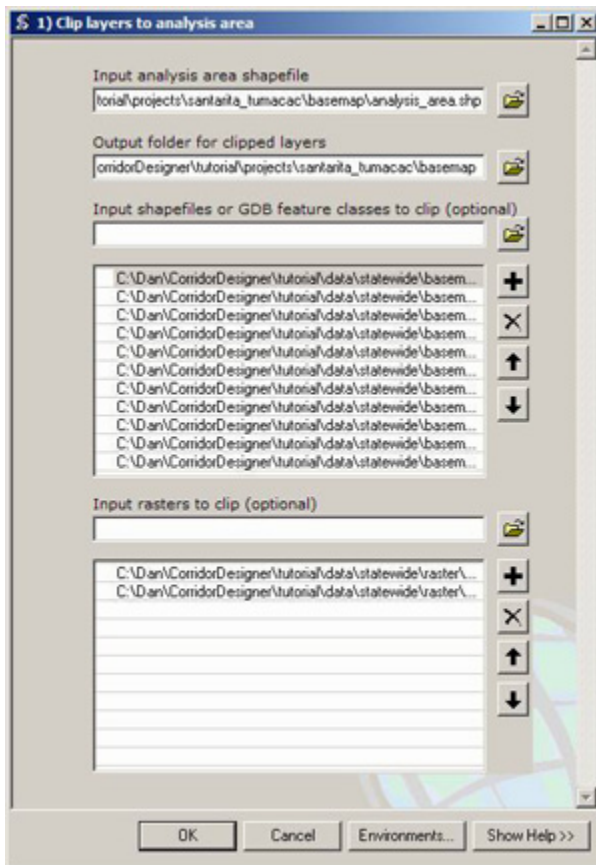 1) Clip layers to analysis area
Input analysis area shapefile
torial\projects\santarita_tumacac\basemap\analysis_area.shp
Output folder for clipped layers
orridorDesigner\tutorial\projects\santarita_tumacac\basemap
Input shapefiles or GDB feature classes to clip (optional)
C:\Dan\CorridorDesigner\tutorial\data\statewide\basem...
C:\Dan\CorridorDesigner\tutorial\data\statewide\basem...
C:\Dan\CorridorDesigner\tutorial\data\statewide\basem...
C:\Dan\CorridorDesigner\tutorial\data\statewide\basem...
C:\Dan\CorridorDesigner\tutorial\data\statewide\basem...
C:\Dan\CorridorDesigner\tutorial\data\statewide\basem...
C:\Dan\CorridorDesigner\tutorial\data\statewide\basem...
C:\Dan\CorridorDesigner\tutorial\data\statewide\basem...
C:\Dan\CorridorDesigner\tutorial\data\statewide\basem...
C:\Dan\CorridorDesigner\tutorial\data\statewide\basem...
C:\Dan\CorridorDesigner\tutorial\data\statewide\basem...
Input rasters to clip (optional)
C:\Dan\CorridorDesigner\tutorial\data\statewide\raster\...
C:\Dan\CorridorDesigner\tutorial\data\statewide\raster\...
OK Cancel Environments... Show Help >>